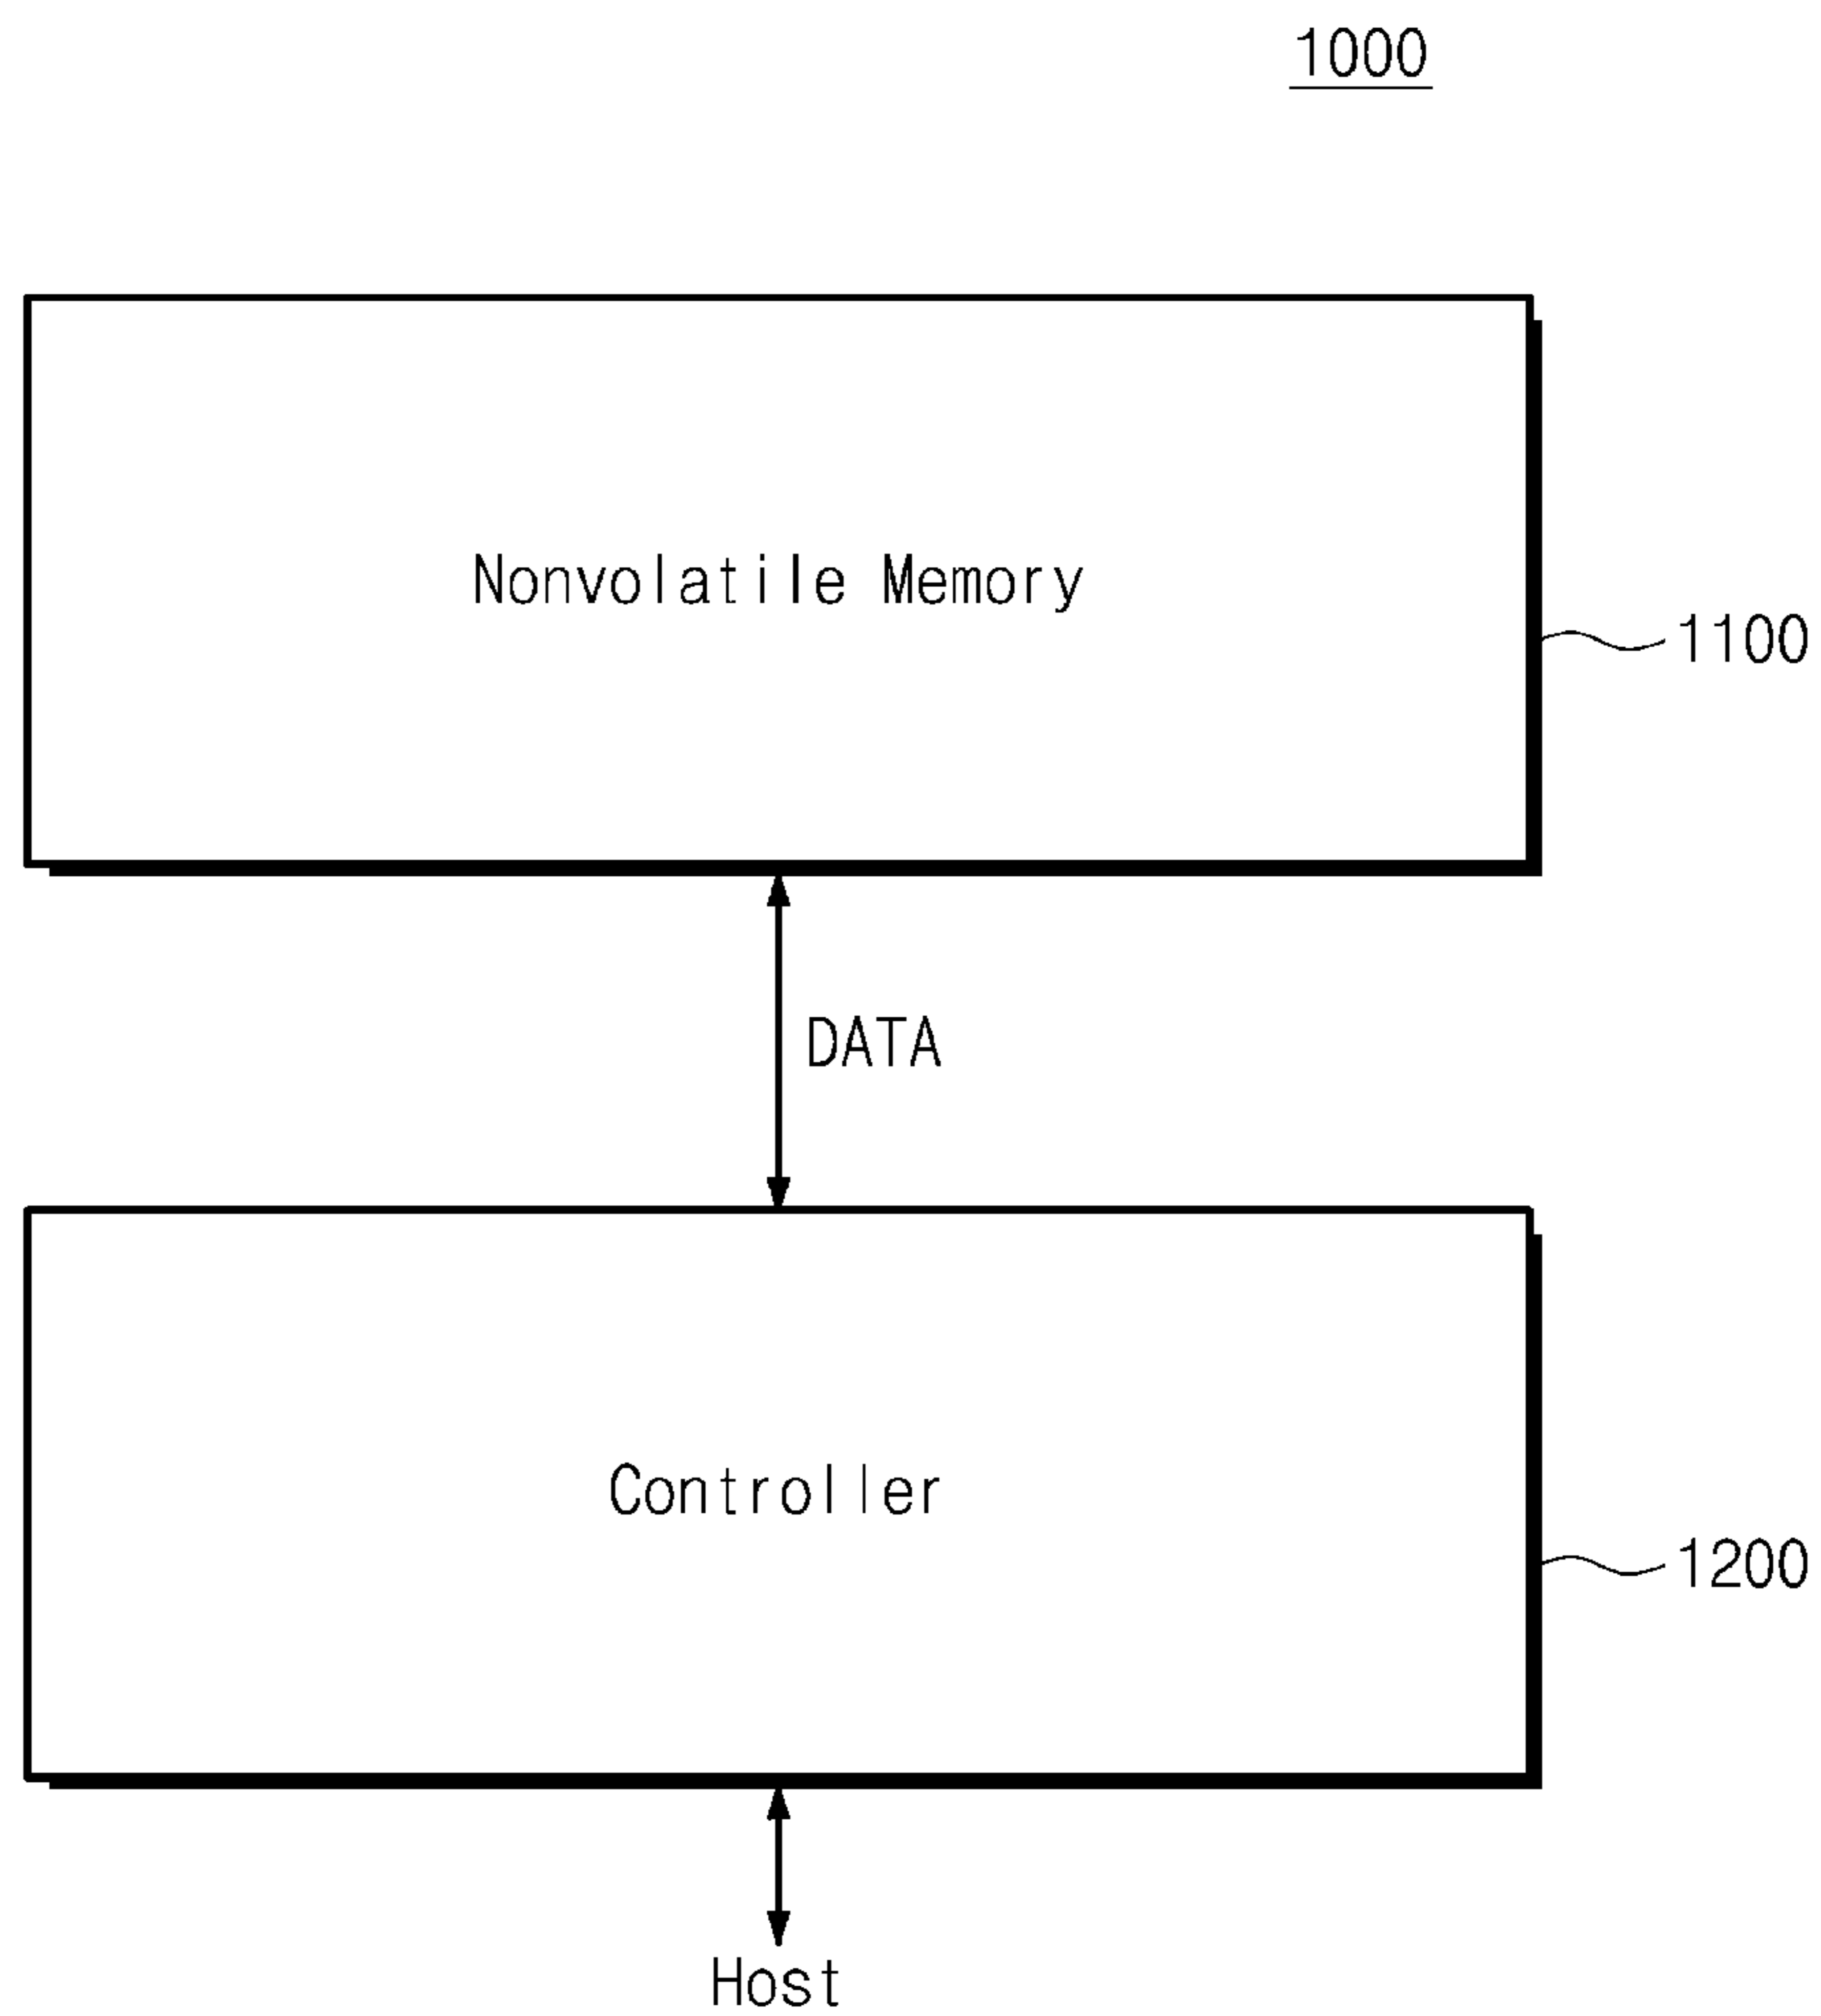 1000
Nonvolatile Memory
1100
DATA
Controller
1200
Host